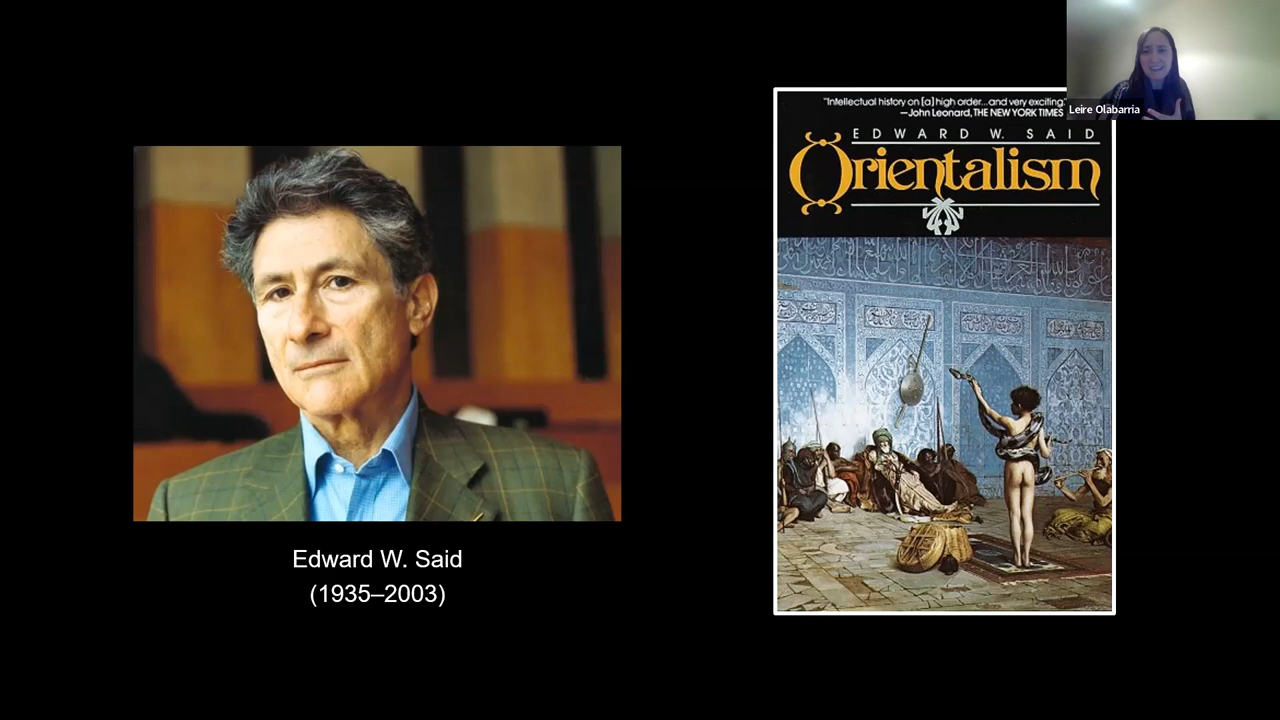 "Intellectual history on [a] high order...and very exciting."
—John Leonard, THE NEW YORK TIMES
EDWARD W. SAID
Orientalism
Leire Olabarria
Edward W. Said
(1935–2003)